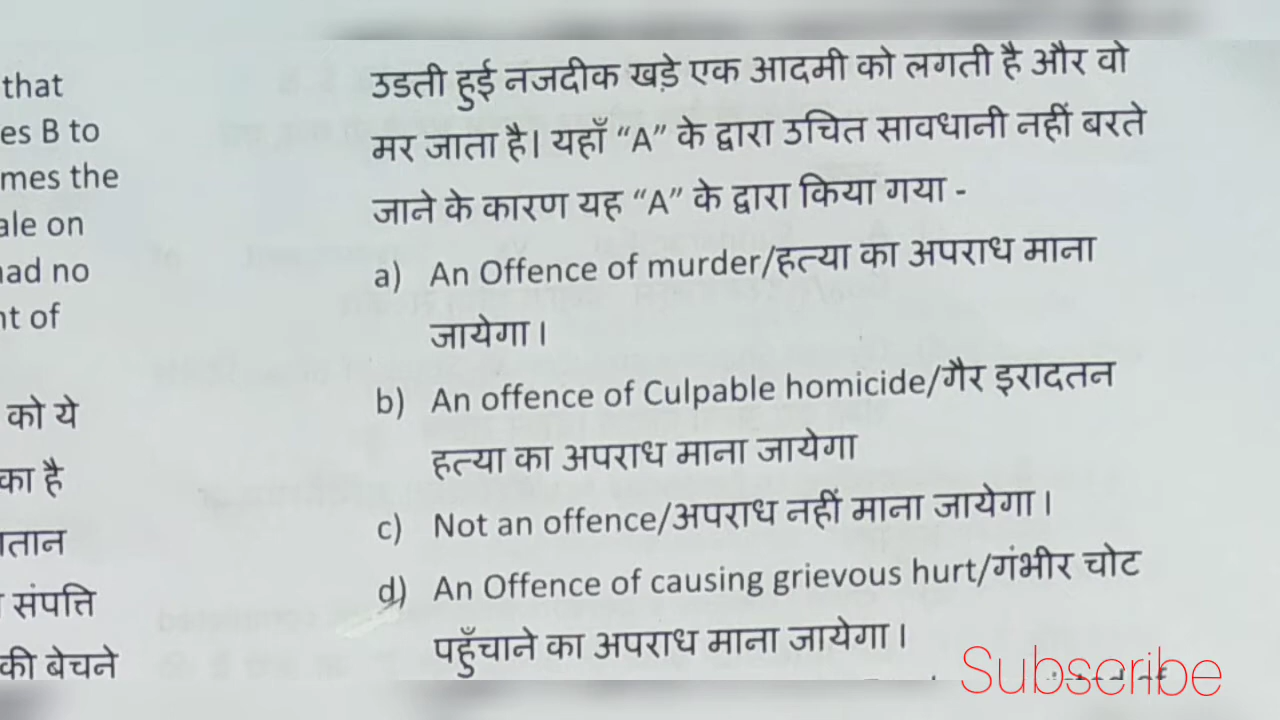 that
es B to
mes the
ale on
had no
nt of
को ये
का है
संपत्ति
की बेचने
उडती हुई नजदीक खड़े एक आदमी को लगती है और वो
मर जाता है। यहाँ “A” के द्वारा उचित सावधानी नहीं बरते
जाने के कारण यह “A” के द्वारा किया गया -
a) An Offence of murder/हत्या का अपराध माना
जायेगा।
b) An offence of Culpable homicide/गैर इरादतन
हत्या का अपराध माना जायेगा
c) Not an offence/अपराध नहीं माना जायेगा।
d) An Offence of causing grievous hurt/गंभीर चोट
पहुँचाने का अपराध माना जायेगा।
Subscribe